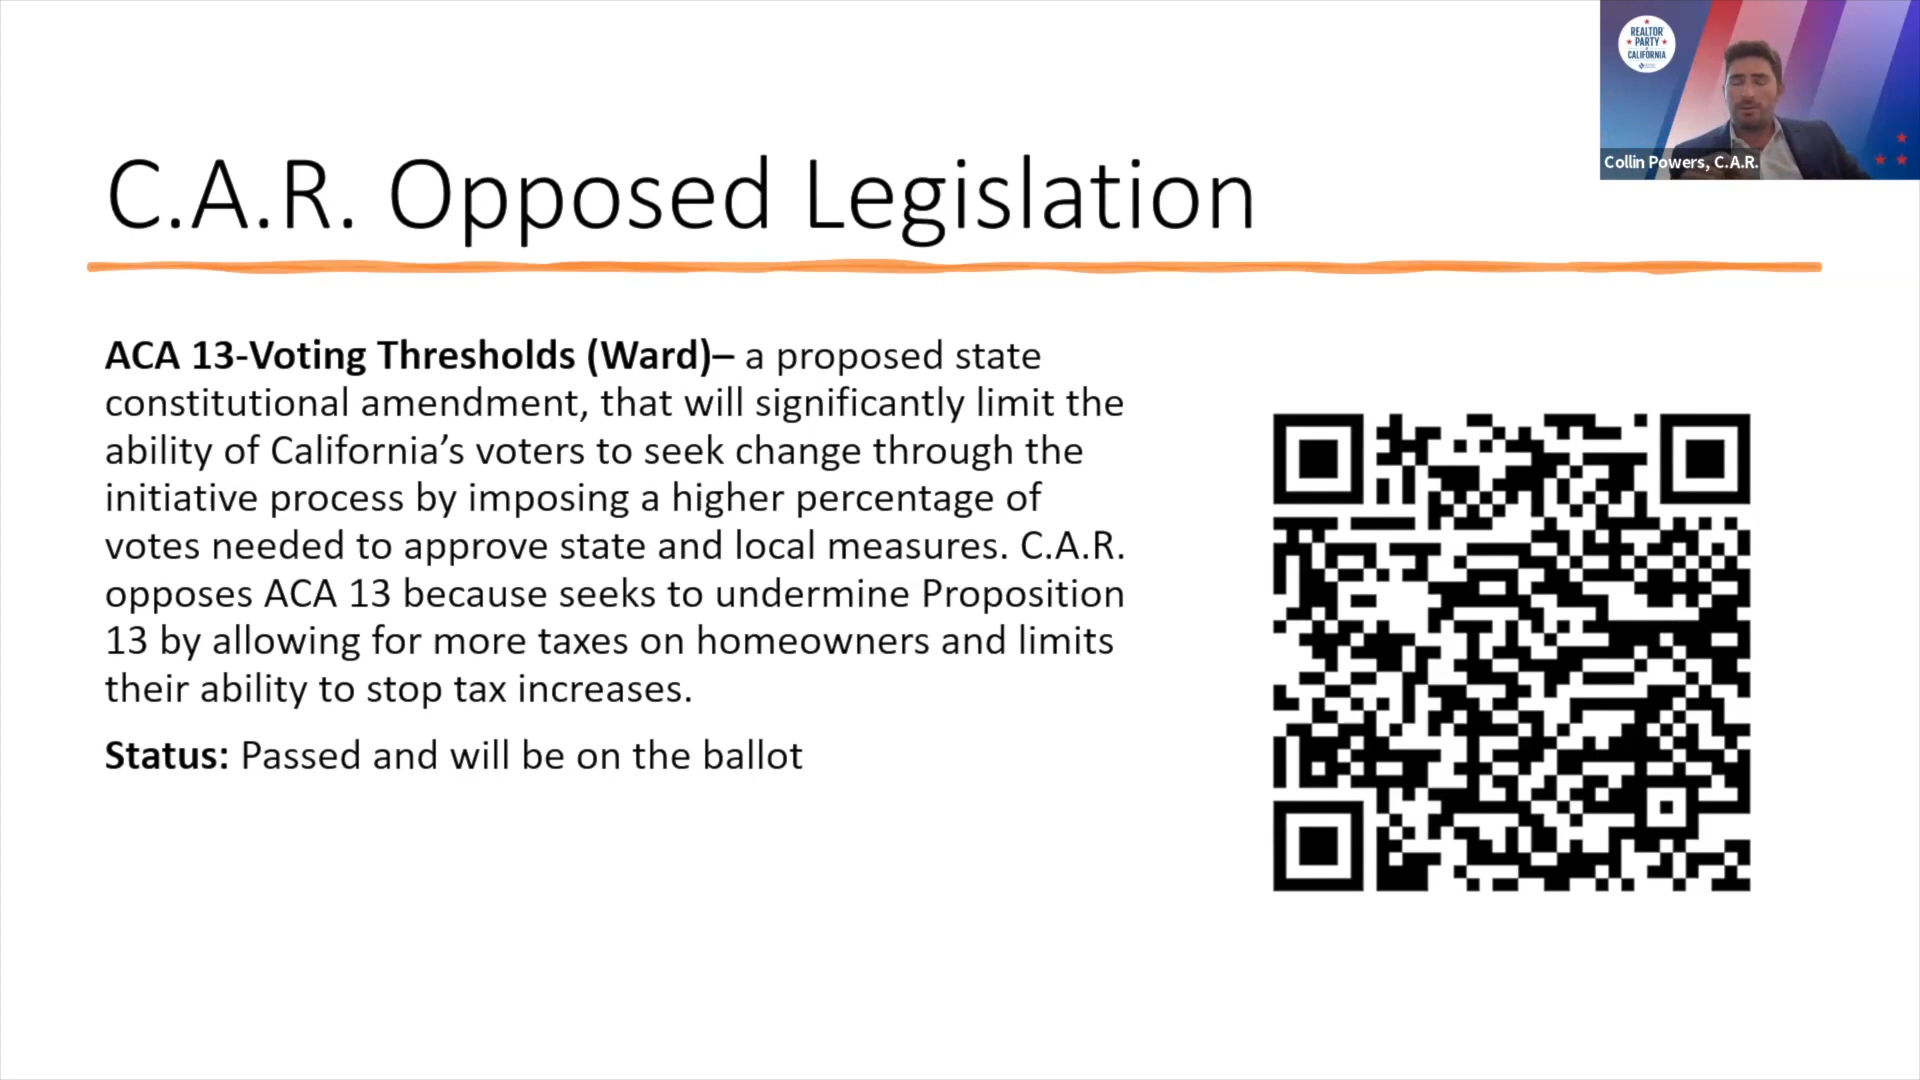 REALTOR
PARTY
CALIFORNIA
Collin Powers, C.A.R.
C.A.R. Opposed Legislation
ACA 13-Voting Thresholds (Ward)– a proposed state
constitutional amendment, that will significantly limit the
ability of California’s voters to seek change through the
initiative process by imposing a higher percentage of
votes needed to approve state and local measures. C.A.R.
opposes ACA 13 because seeks to undermine Proposition
13 by allowing for more taxes on homeowners and limits
their ability to stop tax increases.
Status: Passed and will be on the ballot